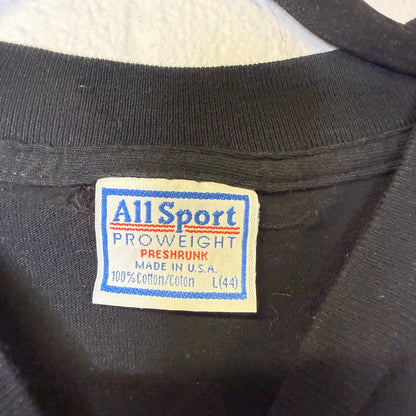 All Sport
PROWEIGHT
PRESHRUNK
MADE IN U.S.A.
100% Cotton/Coton L(44)